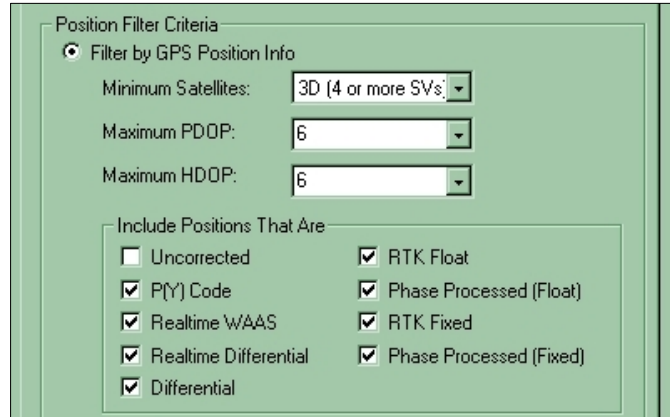 Position Filter Criteria
Filter by GPS Position Info
Minimum Satellites: 3D (4 or more SVs)
Maximum PDOP: 6
Maximum HDOP: 6
Include Positions That Are
Uncorrected RTK Float
P(Y) Code Phase Processed (Float)
Realtime WAAS RTK Fixed
Realtime Differential Phase Processed (Fixed)
Differential